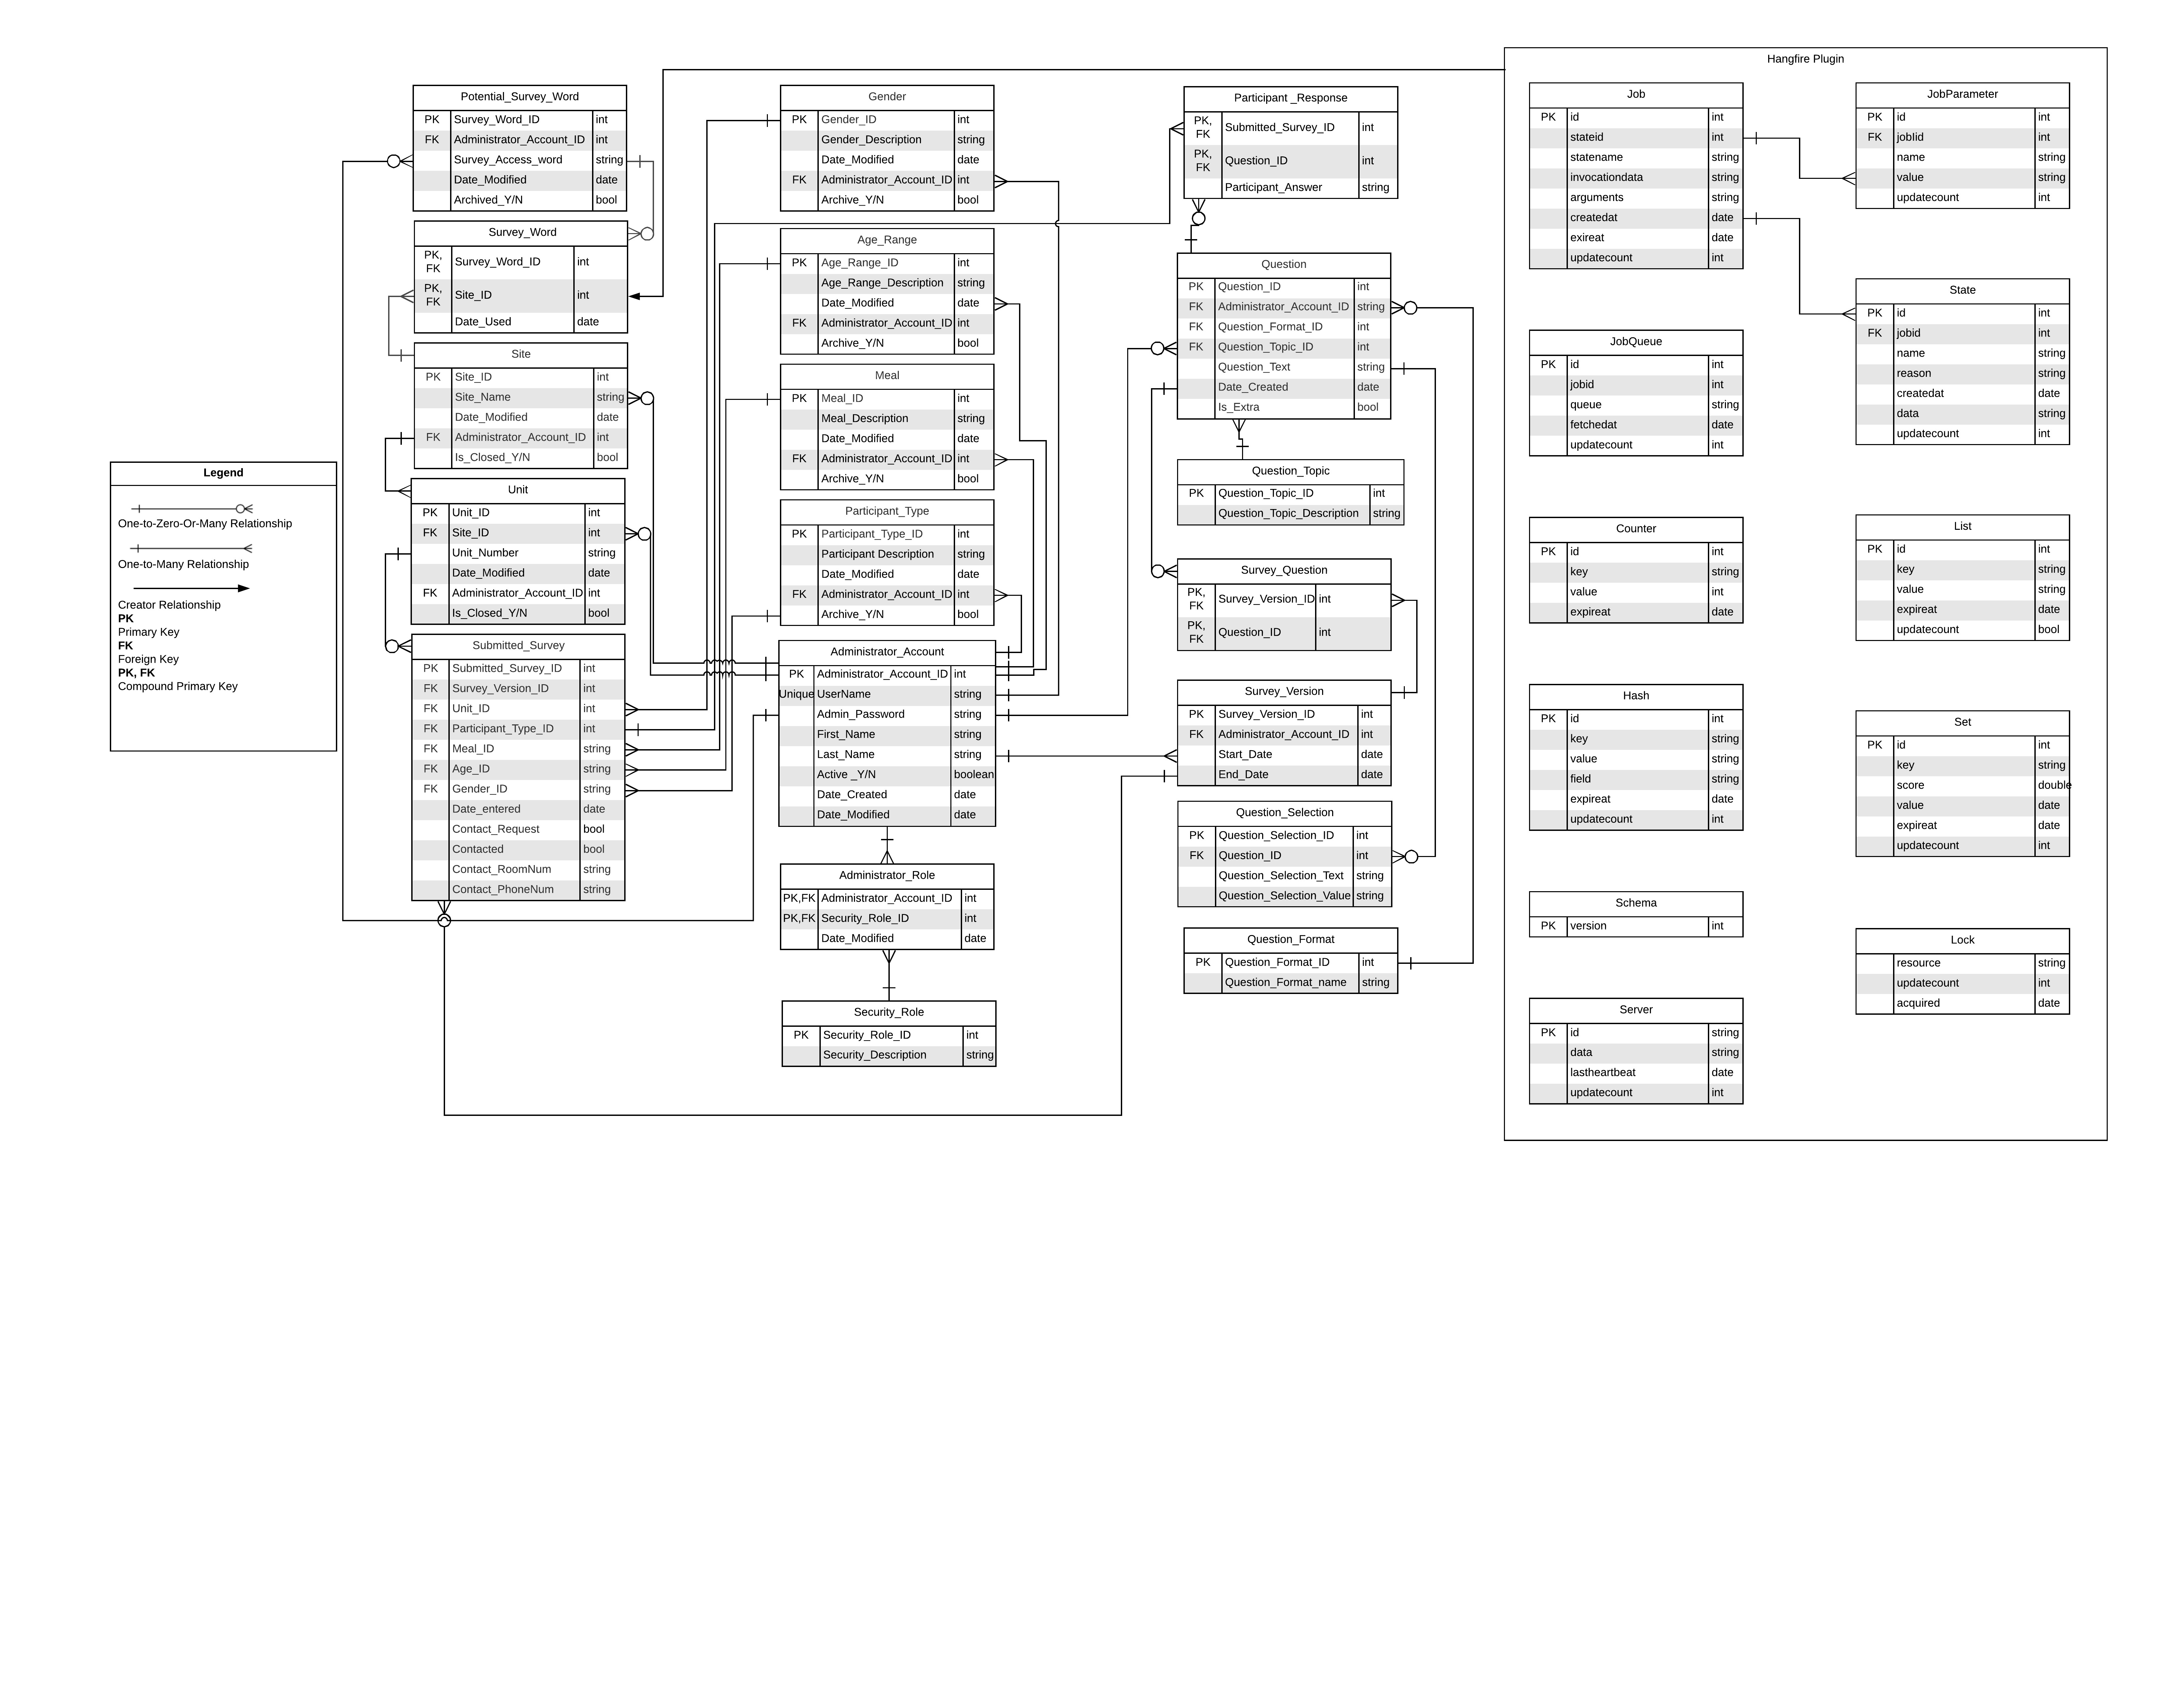 Legend
One-to-Zero-Or-Many Relationship
One-to-Many Relationship
Creator Relationship
PK
Primary Key
FK
Foreign Key
PK, FK
Compound Primary Key
Potential_Survey_Word
PK Survey_Word_ID int
FK Administrator_Account_ID int
Survey_Access_word string
Date_Modified date
Archived_Y/N bool
Survey_Word
PK,
FK Survey_Word_ID int
PK,
FK Site_ID int
Date_Used date
Site
PK Site_ID int
Site_Name string
Date_Modified date
FK Administrator_Account_ID int
Is_Closed_Y/N bool
Unit
PK Unit_ID int
FK Site_ID int
Unit_Number string
Date_Modified date
FK Administrator_Account_ID int
Is_Closed_Y/N bool
Submitted_Survey
PK Submitted_Survey_ID int
FK Survey_Version_ID int
FK Unit_ID int
FK Participant_Type_ID int
FK Meal_ID string
FK Age_ID string
FK Gender_ID string
Date_entered date
Contact_Request bool
Contacted bool
Contact_RoomNum string
Contact_PhoneNum string
Gender
PK Gender_ID int
Gender_Description string
Date_Modified date
FK Administrator_Account_ID int
Archive_Y/N bool
Age_Range
PK Age_Range_ID int
Age_Range_Description string
Date_Modified date
FK Administrator_Account_ID int
Archive_Y/N bool
Meal
PK Meal_ID int
Meal_Description string
Date_Modified date
FK Administrator_Account_ID int
Archive_Y/N bool
Participant_Type
PK Participant_Type_ID int
Participant Description string
Date_Modified date
FK Administrator_Account_ID int
Archive_Y/N bool
Administrator_Account
PK Administrator_Account_ID int
Unique UserName string
Admin_Password string
First_Name string
Last_Name string
Active _Y/N boolean
Date_Created date
Date_Modified date
Administrator_Role
PK,FK Administrator_Account_ID int
PK,FK Security_Role_ID int
Date_Modified date
Security_Role
PK Security_Role_ID int
Security_Description string
Participant _Response
PK,
FK Submitted_Survey_ID int
PK,
FK Question_ID int
Participant_Answer string
Question
PK Question_ID int
FK Administrator_Account_ID string
FK Question_Format_ID int
FK Question_Topic_ID int
Question_Text string
Date_Created date
Is_Extra bool
Question_Topic
PK Question_Topic_ID int
Question_Topic_Description string
Survey_Question
PK,
FK Survey_Version_ID int
PK,
FK Question_ID int
Survey_Version
PK Survey_Version_ID int
FK Administrator_Account_ID int
Start_Date date
End_Date date
Question_Selection
PK Question_Selection_ID int
FK Question_ID int
Question_Selection_Text string
Question_Selection_Value string
Question_Format
PK Question_Format_ID int
Question_Format_name string
Hangfire Plugin
Job
PK id int
stateid int
statename string
invocationdata string
arguments string
createdat date
exireat date
updatecount int
JobQueue
PK id int
jobid int
queue string
fetchedat date
updatecount int
Counter
PK id int
key string
value int
expireat date
Hash
PK id int
key string
value string
field string
expireat date
updatecount int
Schema
PK version int
Server
PK id string
data string
lastheartbeat date
updatecount int
JobParameter
PK id int
FK jobIid int
name string
value string
updatecount int
State
PK id int
FK jobid int
name string
reason string
createdat date
data string
updatecount int
List
PK id int
key string
value string
expireat date
updatecount bool
Set
PK id int
key string
score double
value date
expireat date
updatecount int
Lock
resource string
updatecount int
acquired date